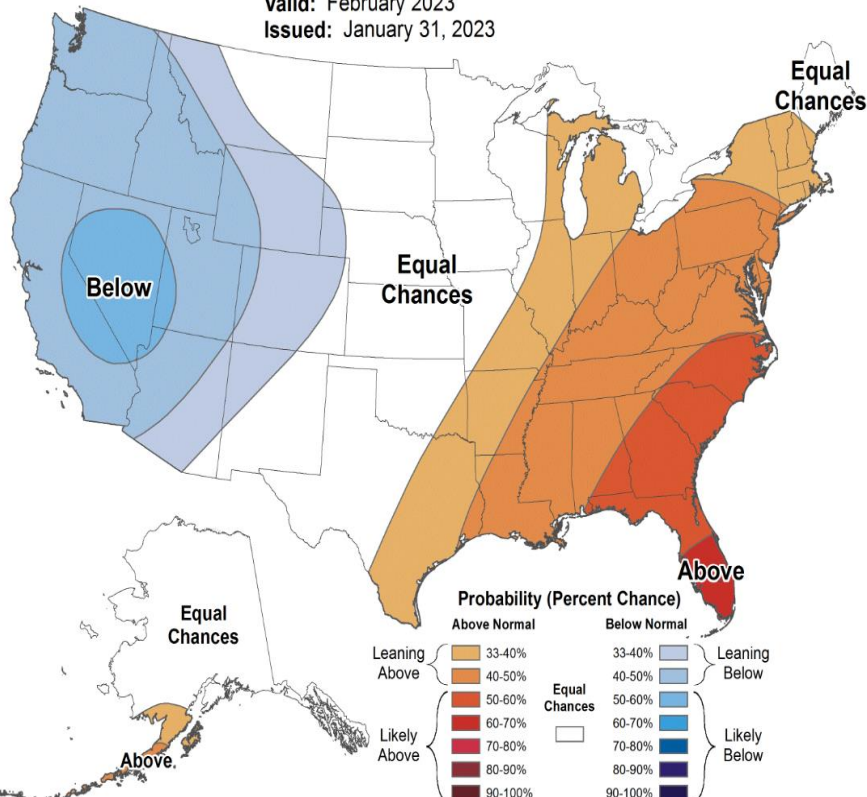 Valid: February 2023
Issued: January 31, 2023
Equal
Chances
Below
Equal
Chances
Above
Equal
Chances
Above
Probability (Percent Chance)
Above Normal
Below Normal
Leaning
Above
33-40%
40-50%
Likely
Above
50-60%
60-70%
70-80%
80-90%
90-100%
Equal
Chances
33-40%
40-50%
Leaning
Below
50-60%
60-70%
70-80%
80-90%
90-100%
Likely
Below